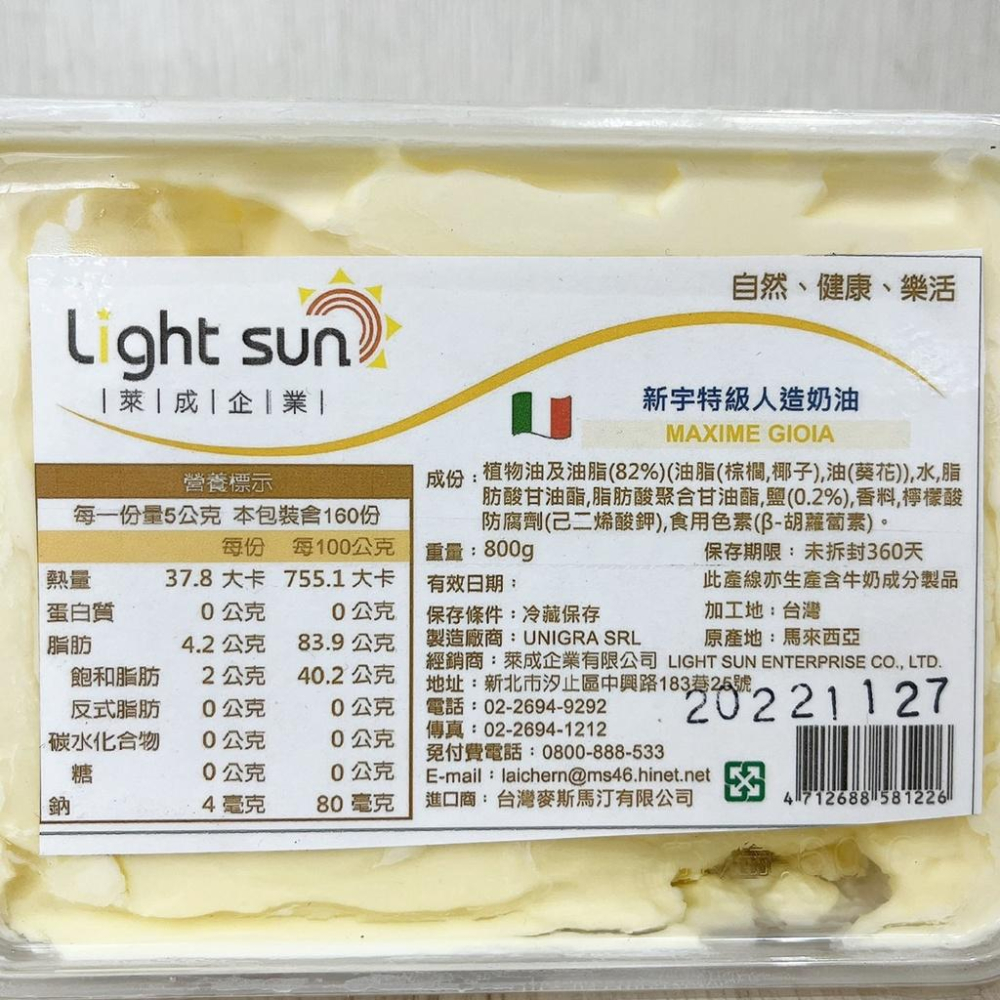 自然、健康、樂活
Light sun
|萊|成|企|業|
新宇特級人造奶油
MAXIME GIOIA
營養標示
每一份量5公克 本包裝含160份
每份 每100公克
熱量 37.8 大卡 755.1 大卡
蛋白質 0 公克 0 公克
脂肪 4.2 公克 83.9 公克
飽和脂肪 2 公克 40.2 公克
反式脂肪 0 公克 0 公克
碳水化合物 0 公克 0 公克
糖 0 公克 0 公克
鈉 4 毫克 80 毫克
成份：植物油及油脂(82%)(油脂(棕櫚,椰子),油(葵花)),水,脂
肪酸甘油酯,脂肪酸聚合甘油酯,鹽(0.2%),香料,檸檬酸
防腐劑(己二烯酸鉀),食用色素(β-胡蘿蔔素)。
重量：800g 保存期限：未拆封360天
有效日期： 此產線亦生產含牛奶成分製品
保存條件：冷藏保存 加工地：台灣
製造廠商：UNIGRA SRL 原產地：馬來西亞
經銷商：萊成企業有限公司 LIGHT SUN ENTERPRISE CO., LTD.
地址：新北市汐止區中興路183巷26號
電話：02-2694-9292
20221127
傳真：02-2694-1212
免付費電話：0800-888-533
E-mail：laichern@ms46.hinet.net
進口商：台灣麥斯馬汀有限公司
4 712688 581226